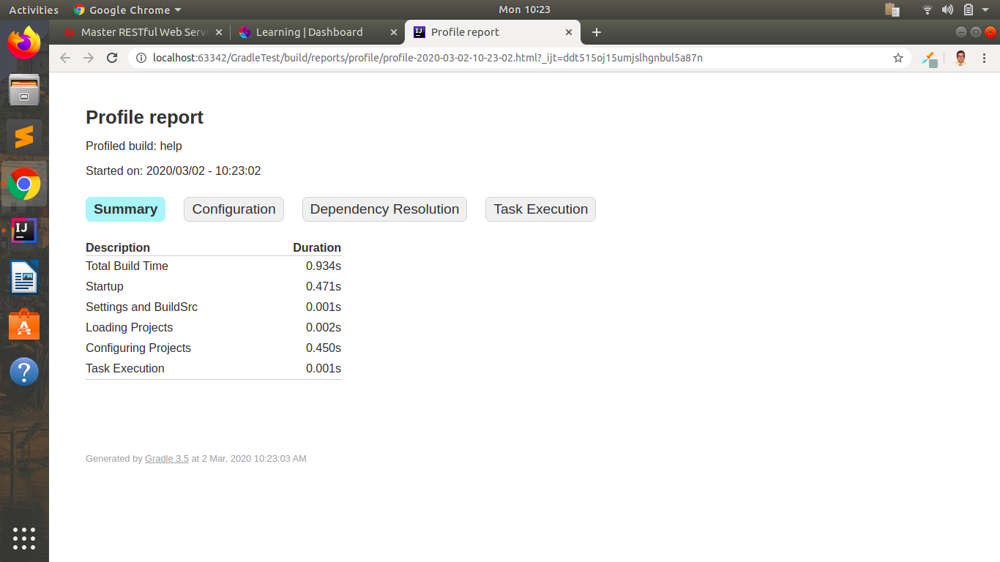 Activities Google Chrome Mon 10:23
Master RESTful Web Servi Learning | Dashboard Profile report
localhost:63342/GradleTest/build/reports/profile/profile-2020-03-02-10-23-02.html?_ijt=ddt515oj15umjslhgnbul5a87n
Profile report
Profiled build: help
Started on: 2020/03/02 - 10:23:02
Summary Configuration Dependency Resolution Task Execution
Description Duration
Total Build Time 0.934s
Startup 0.471s
Settings and BuildSrc 0.001s
Loading Projects 0.002s
Configuring Projects 0.450s
Task Execution 0.001s
Generated by Gradle 3.5 at 2 Mar, 2020 10:23:03 AM
IJ
A
?